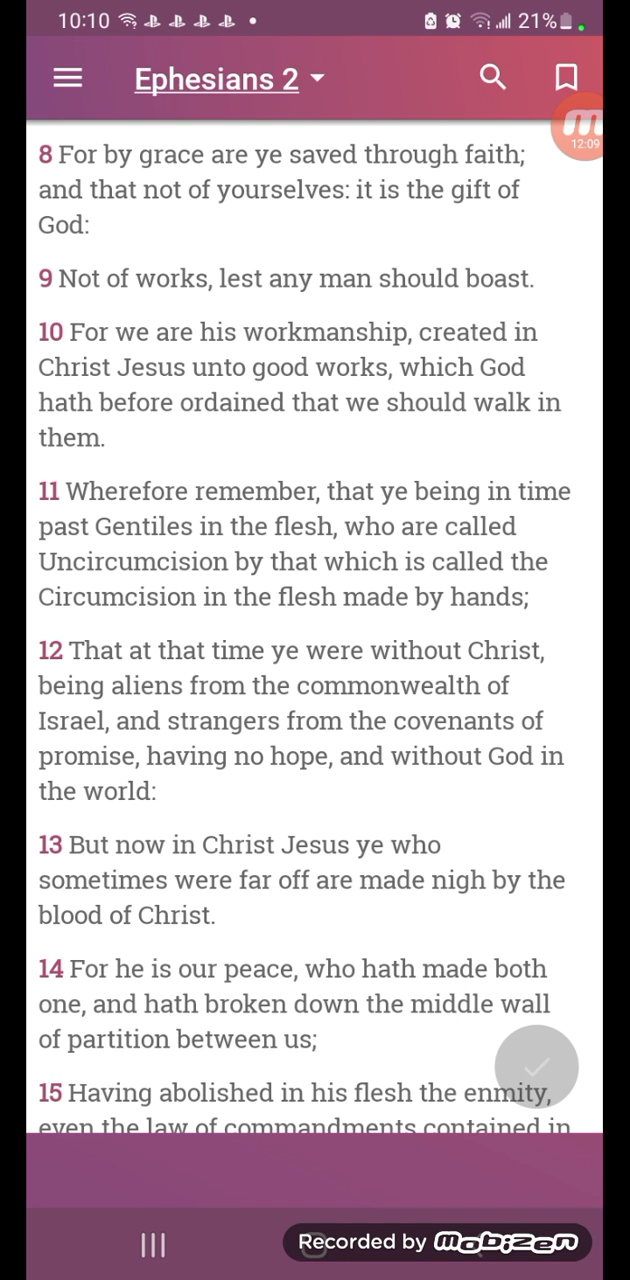 10:10
21%
Ephesians 2
12:09
8 For by grace are ye saved through faith;
and that not of yourselves: it is the gift of
God:
9 Not of works, lest any man should boast.
10 For we are his workmanship, created in
Christ Jesus unto good works, which God
hath before ordained that we should walk in
them.
11 Wherefore remember, that ye being in time
past Gentiles in the flesh, who are called
Uncircumcision by that which is called the
Circumcision in the flesh made by hands;
12 That at that time ye were without Christ,
being aliens from the commonwealth of
Israel, and strangers from the covenants of
promise, having no hope, and without God in
the world:
13 But now in Christ Jesus ye who
sometimes were far off are made nigh by the
blood of Christ.
14 For he is our peace, who hath made both
one, and hath broken down the middle wall
of partition between us;
15 Having abolished in his flesh the enmity,
even the law of commandments contained in
Recorded by mobizen